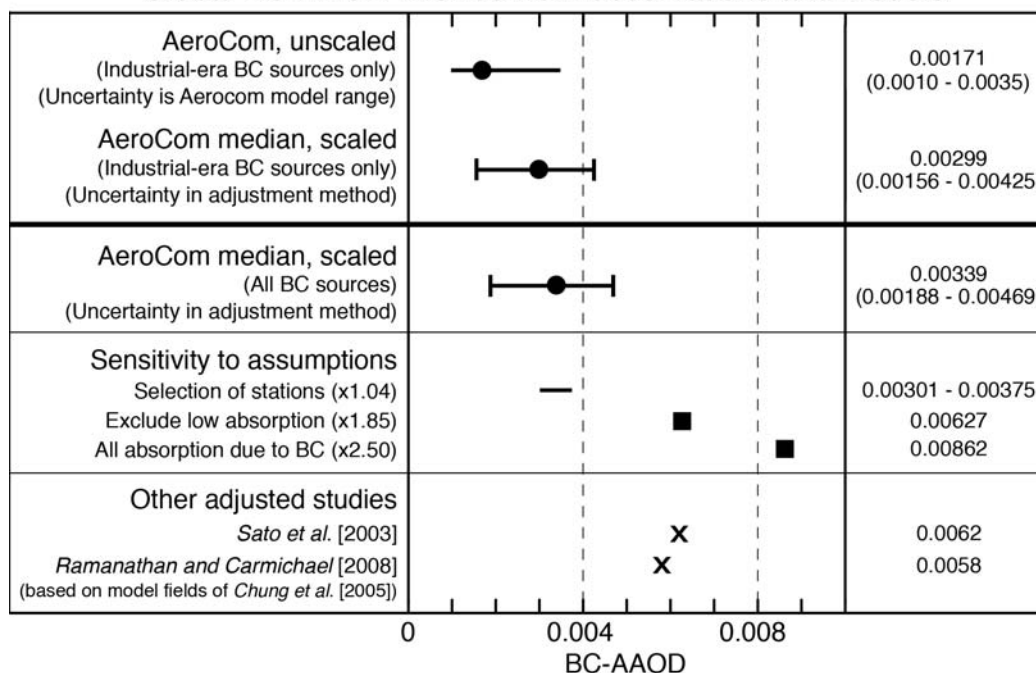 AeroCom, unscaled
(Industrial-era BC sources only)
(Uncertainty is Aerocom model range)
0.00171
(0.0010 - 0.0035)
AeroCom median, scaled
(Industrial-era BC sources only)
(Uncertainty in adjustment method)
0.00299
(0.00156 - 0.00425
AeroCom median, scaled
(All BC sources)
(Uncertainty in adjustment method)
0.00339
(0.00188 - 0.00469
Sensitivity to assumptions
Selection of stations (x1.04)
0.00301 - 0.00375
Exclude low absorption (x1.85)
0.00627
All absorption due to BC (x2.50)
0.00862
Other adjusted studies
Sato et al. [2003]
0.0062
Ramanathan and Carmichael [2008]
0.0058
(based on model fields of Chung et al. [2005])
0 0.004 0.008
BC-AAOD